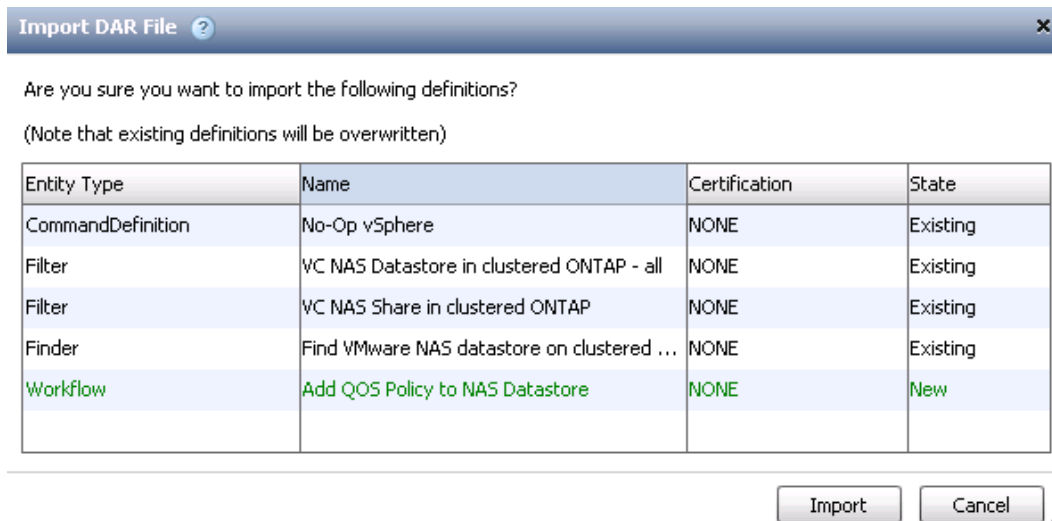 Import DAR File ?
Are you sure you want to import the following definitions?
(Note that existing definitions will be overwritten)
Entity Type Name Certification State
CommandDefinition No-Op vSphere NONE Existing
Filter VC NAS Datastore in clustered ONTAP - all NONE Existing
Filter VC NAS Share in clustered ONTAP NONE Existing
Finder Find VMware NAS datastore on clustered ... NONE Existing
Workflow Add QOS Policy to NAS Datastore NONE New
Import Cancel